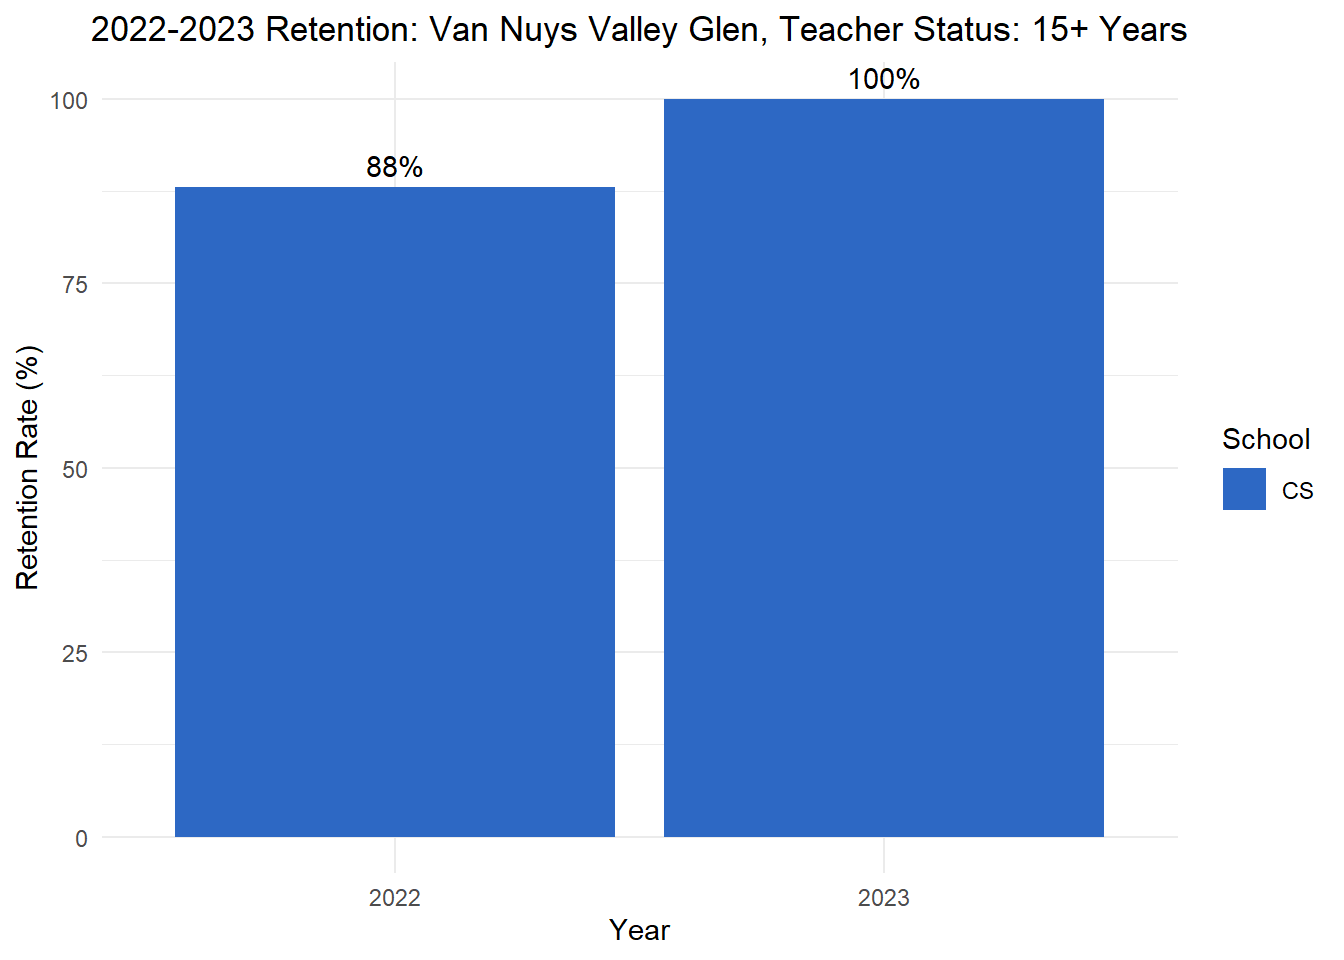 2022-2023 Retention: Van Nuys Valley Glen, Teacher Status: 15+ Years
100%
88%
100
75
50
25
0
Retention Rate (%)
2022
2023
Year
School
CS